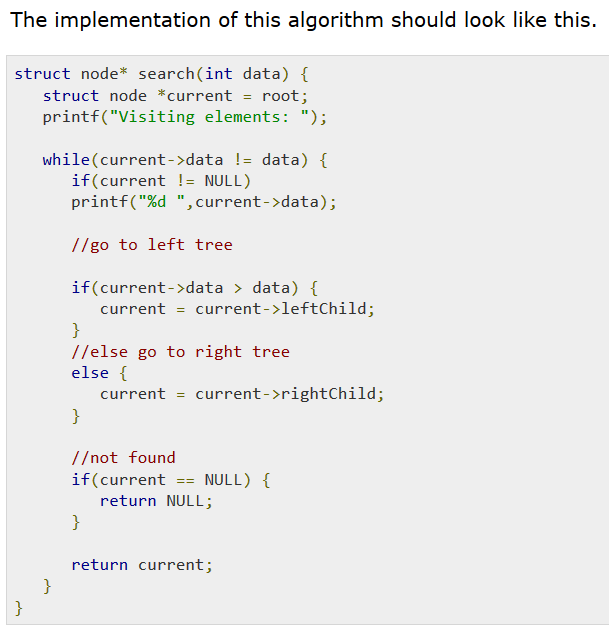 The implementation of this algorithm should look like this.
struct node* search(int data) {
   struct node *current = root;
   printf("Visiting elements: ");

   while(current->data != data) {
      if(current != NULL)
      printf("%d ",current->data);

      //go to left tree

      if(current->data > data) {
         current = current->leftChild;
      }
      //else go to right tree
      else {
         current = current->rightChild;
      }

      //not found
      if(current == NULL) {
         return NULL;
      }

      return current;
   }
}